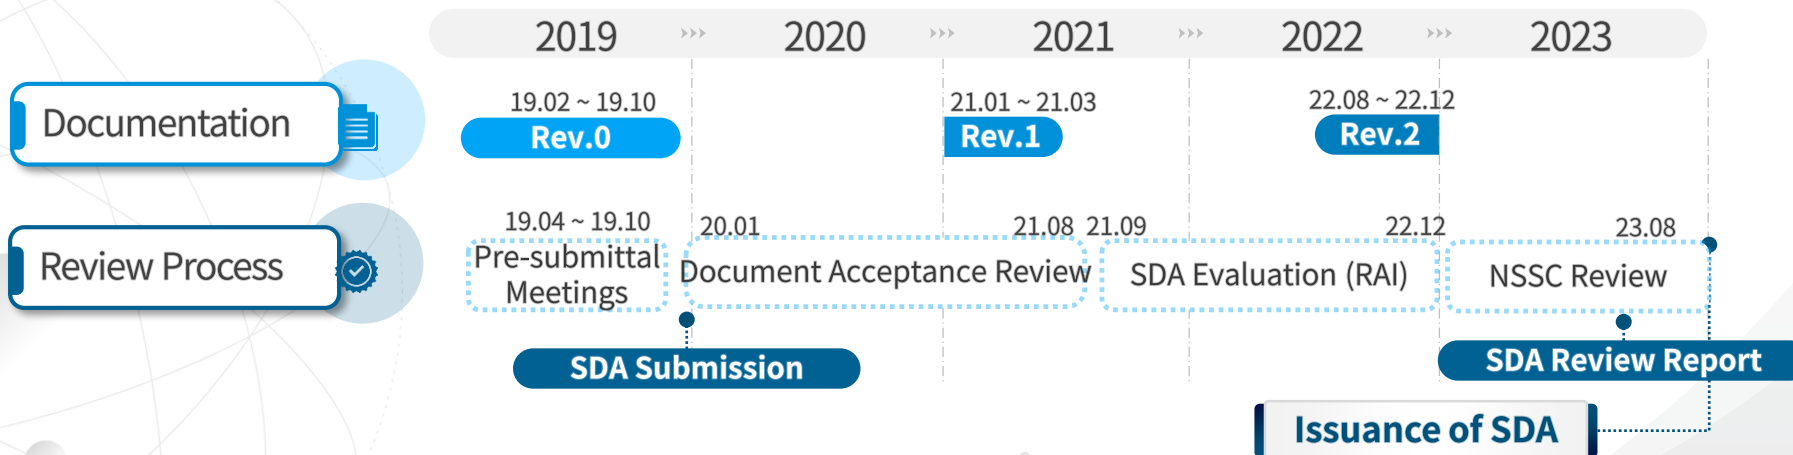 2019 >>> 2020 >>> 2021 >>> 2022 >>> 2023
Documentation
19.02 ~ 19.10
Rev.0
21.01 ~ 21.03
Rev.1
22.08 ~ 22.12
Rev.2
Review Process
19.04 ~ 19.10
Pre-submittal
Meetings
20.01
21.08
Document Acceptance Review
21.09
22.12
SDA Evaluation (RAI)
23.08
NSSC Review
SDA Submission
SDA Review Report
Issuance of SDA